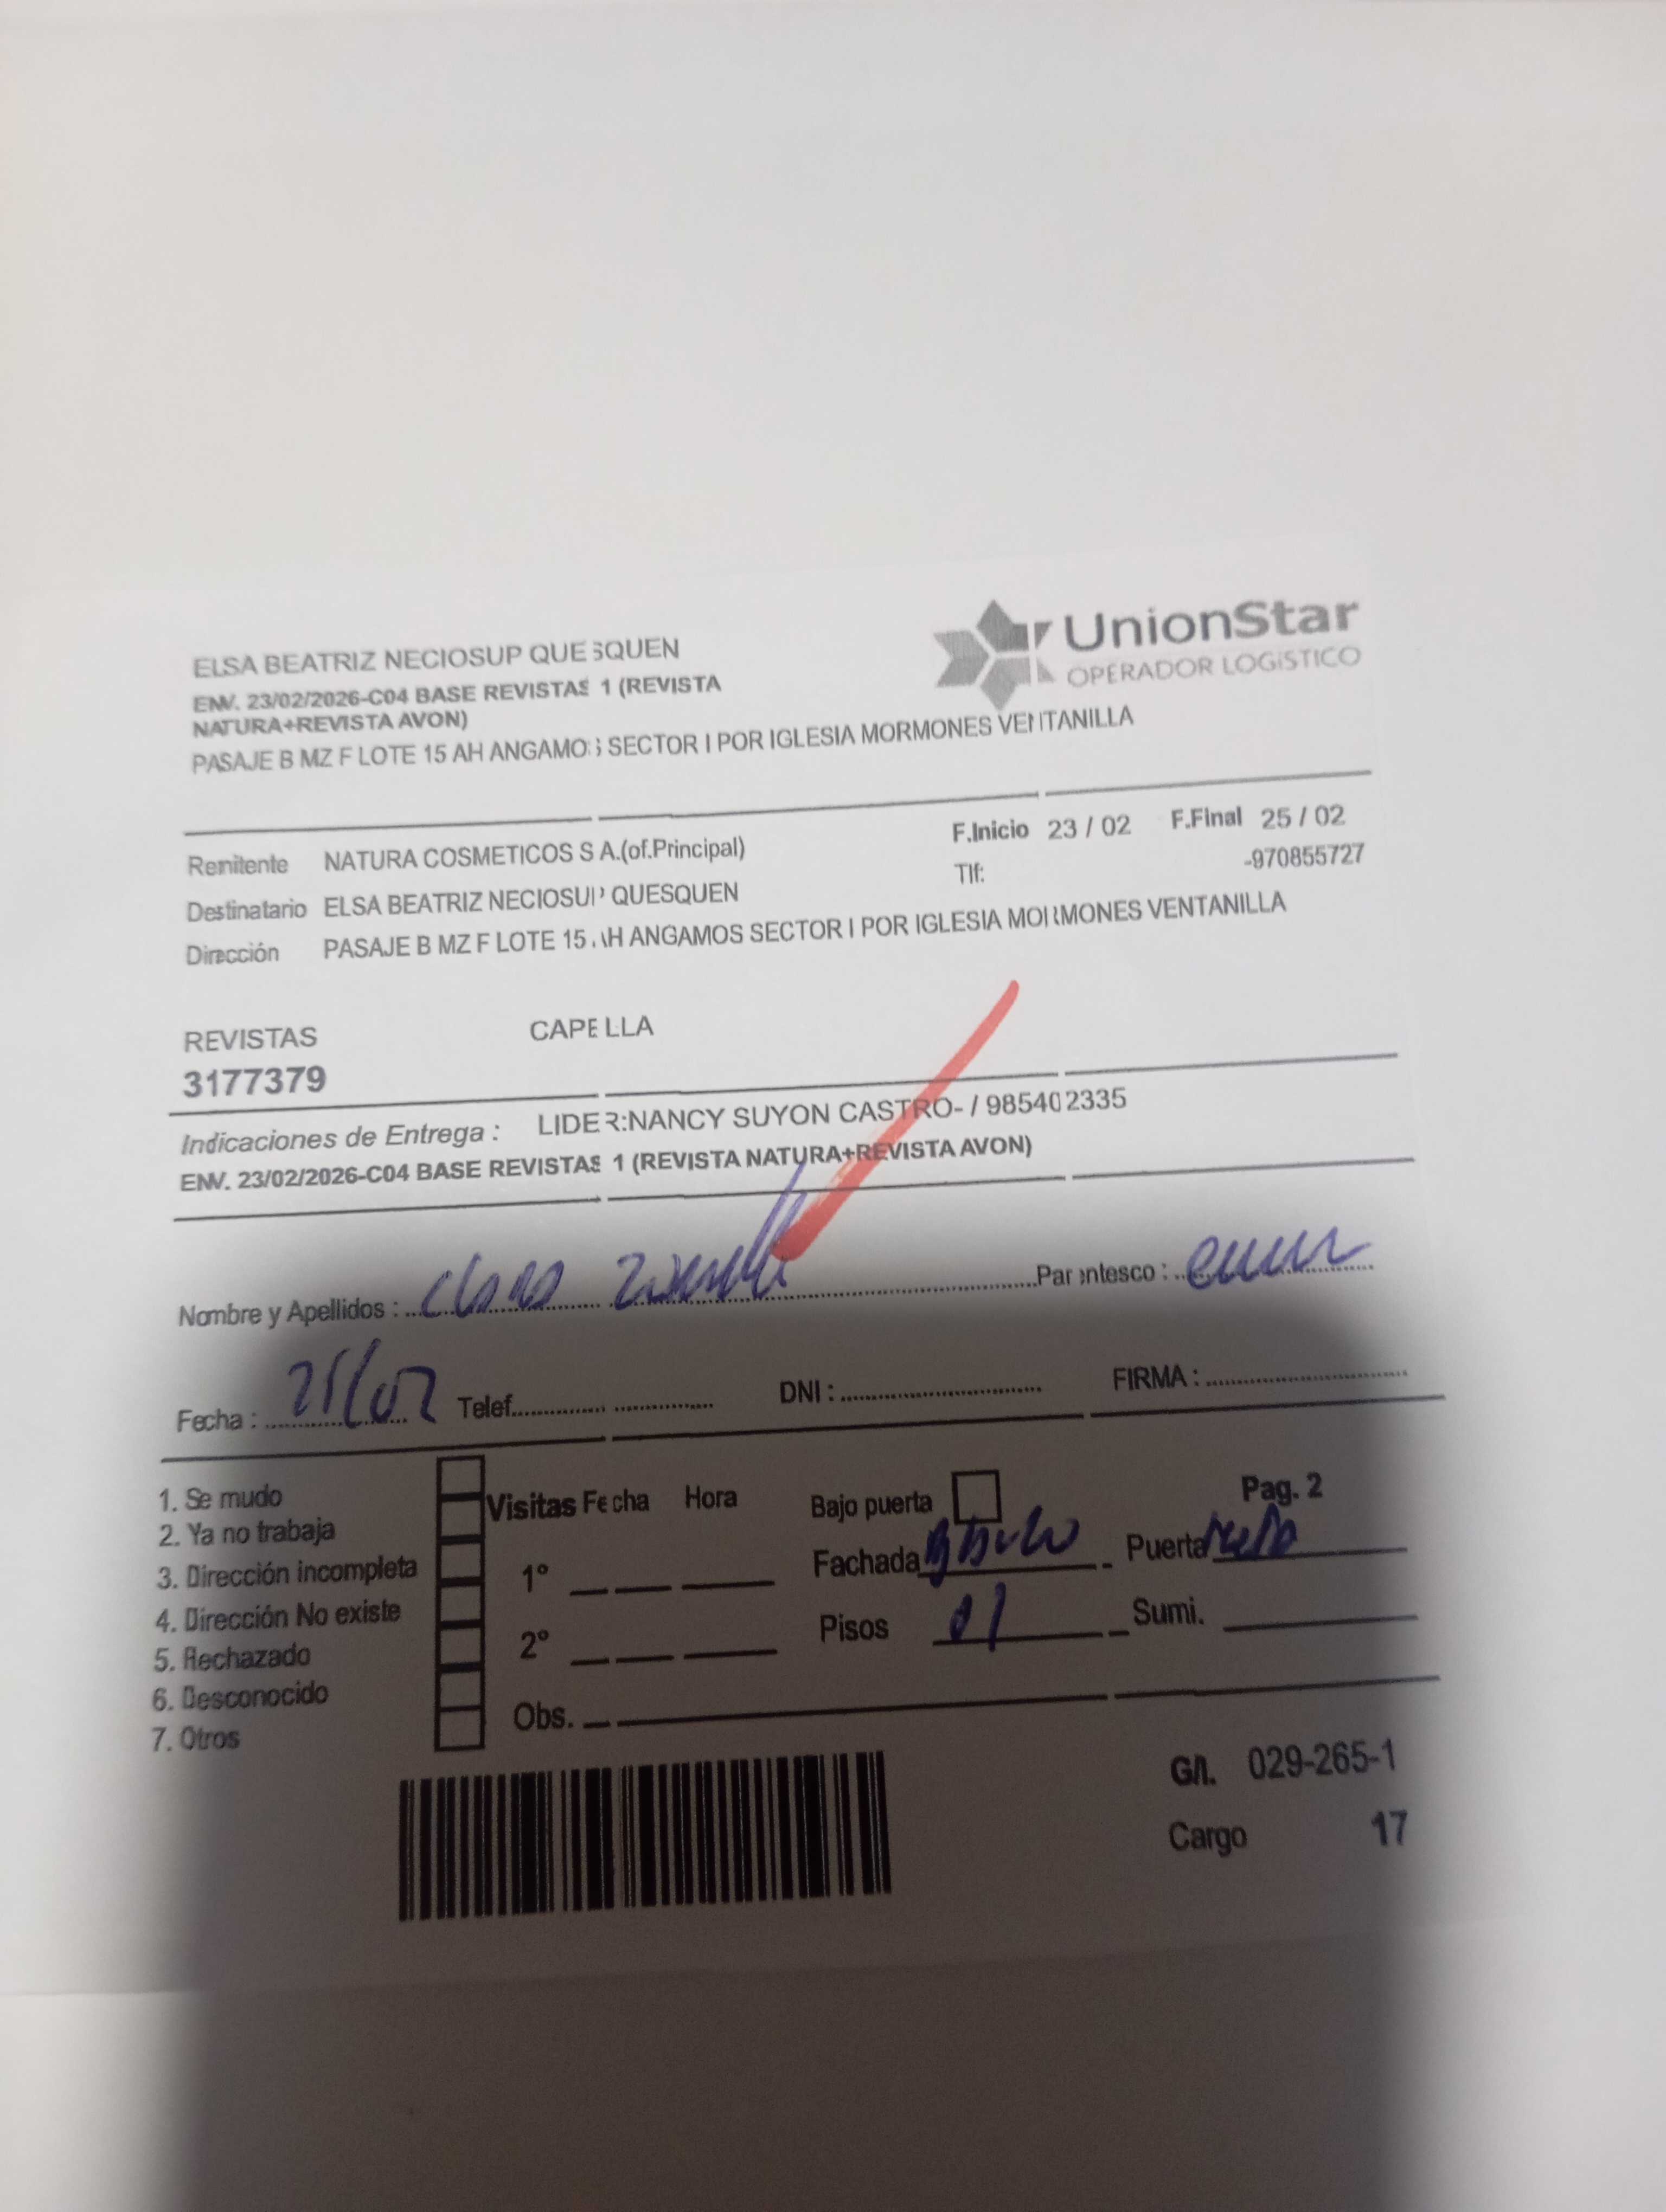 ELSA BEATRIZ NECIOSUP QUESQUEN
ENV. 23/02/2026-C04 BASE REVISTAS 1 (REVISTA
NATURA+REVISTA AVON)
PASAJE B MZ F LOTE 15 AH ANGAMOS SECTOR I POR IGLESIA MORMONES VENTANILLA
UnionStar
OPERADOR LOGíSTICO
Remitente NATURA COSMETICOS S A.(of.Principal) F.Inicio 23 / 02 F.Final 25 / 02
Destinatario ELSA BEATRIZ NECIOSUP QUESQUEN Tlf: -970855727
Dirección PASAJE B MZ F LOTE 15 AH ANGAMOS SECTOR I POR IGLESIA MORMONES VENTANILLA
REVISTAS CAPELLA
3177379
Indicaciones de Entrega : LIDER:NANCY SUYON CASTRO- / 985402335
ENV. 23/02/2026-C04 BASE REVISTAS 1 (REVISTA NATURA+REVISTA AVON)
Nombre y Apellidos : Parentesco :
Fecha : 25/02 Telef. DNI : FIRMA :
1. Se mudo
2. Ya no trabaja
3. Dirección incompleta
4. Dirección No existe
5. Rechazado
6. Desconocido
7. Otros
Visitas Fecha Hora
1°
2°
Obs.
Bajo puerta Pag. 2
Fachada Puerta
Pisos 01 Sumi.
G/I. 029-265-1
Cargo 17